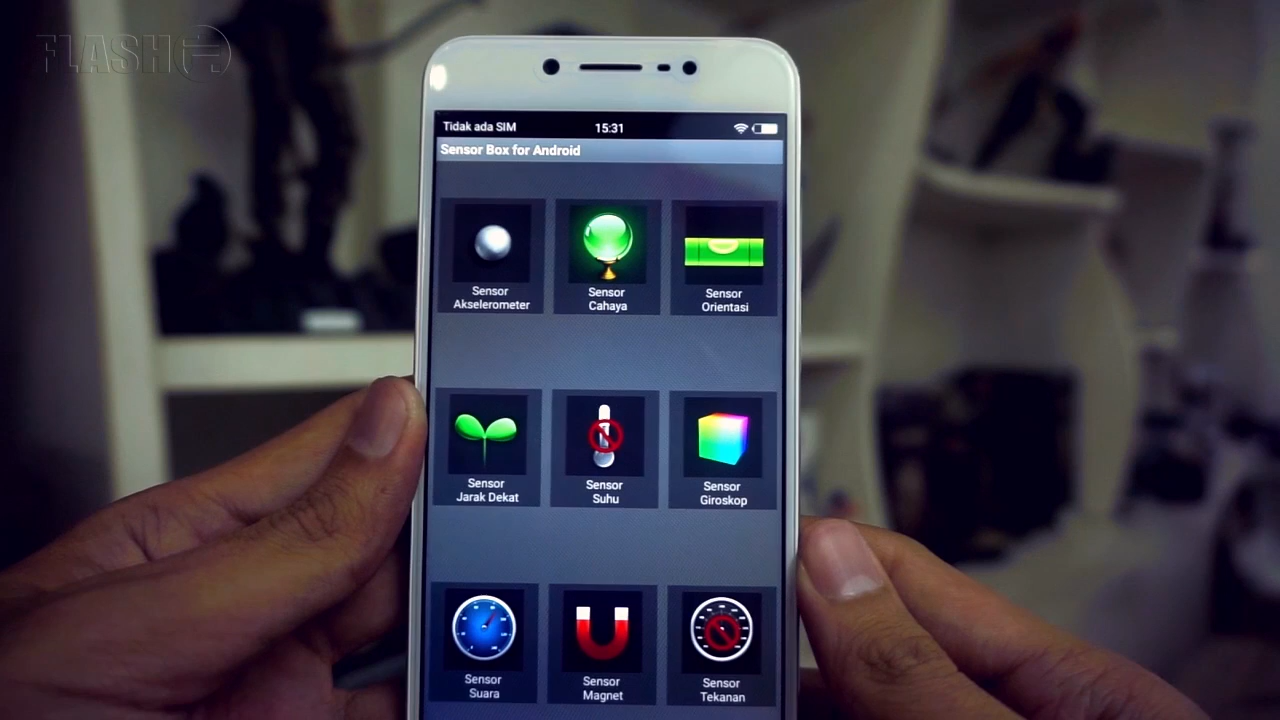 FLASH
Tidak ada SIM 15:31
Sensor Box for Android
Sensor
Akselerometer
Sensor
Cahaya
Sensor
Orientasi
Sensor
Jarak Dekat
Sensor
Suhu
Sensor
Giroskop
Sensor
Suara
Sensor
Magnet
Sensor
Tekanan